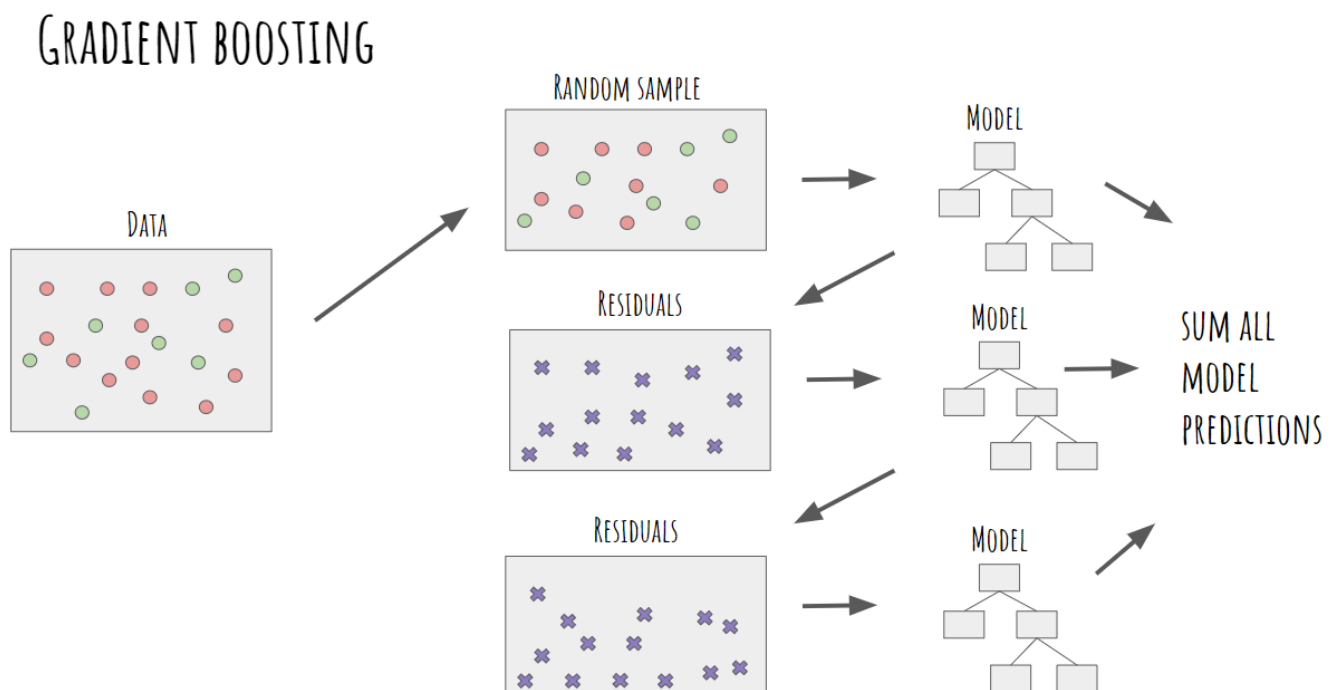 GRADIENT BOOSTING
RANDOM SAMPLE
MODEL
DATA
RESIDUALS
MODEL
SUM ALL
MODEL
PREDICTIONS
RESIDUALS
MODEL